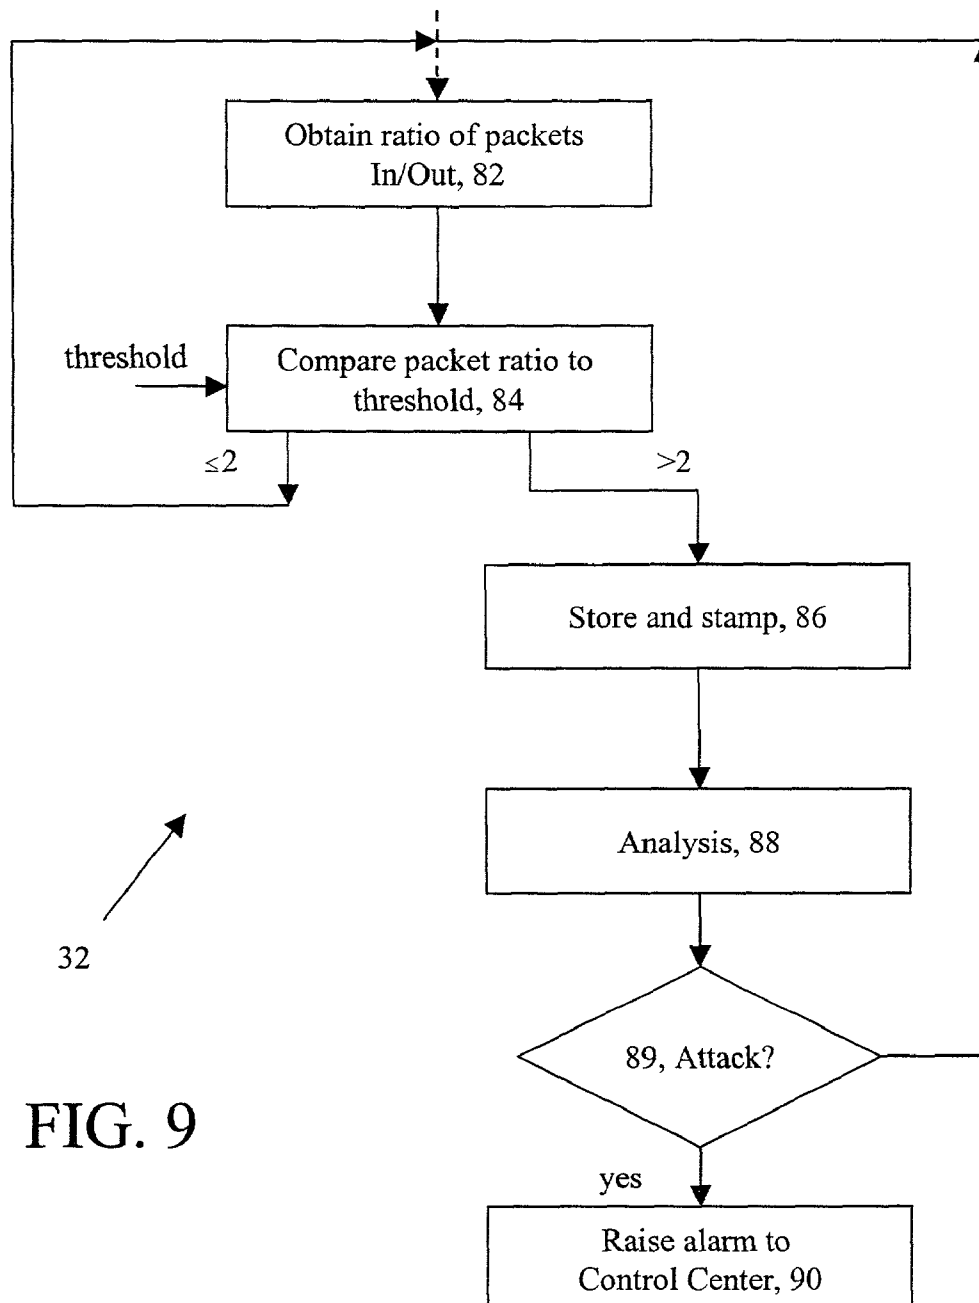 Obtain ratio of packets
In/Out, 82
threshold
Compare packet ratio to
threshold, 84
≤2
>2
Store and stamp, 86
Analysis, 88
32
89, Attack?
FIG. 9
yes
Raise alarm to
Control Center, 90